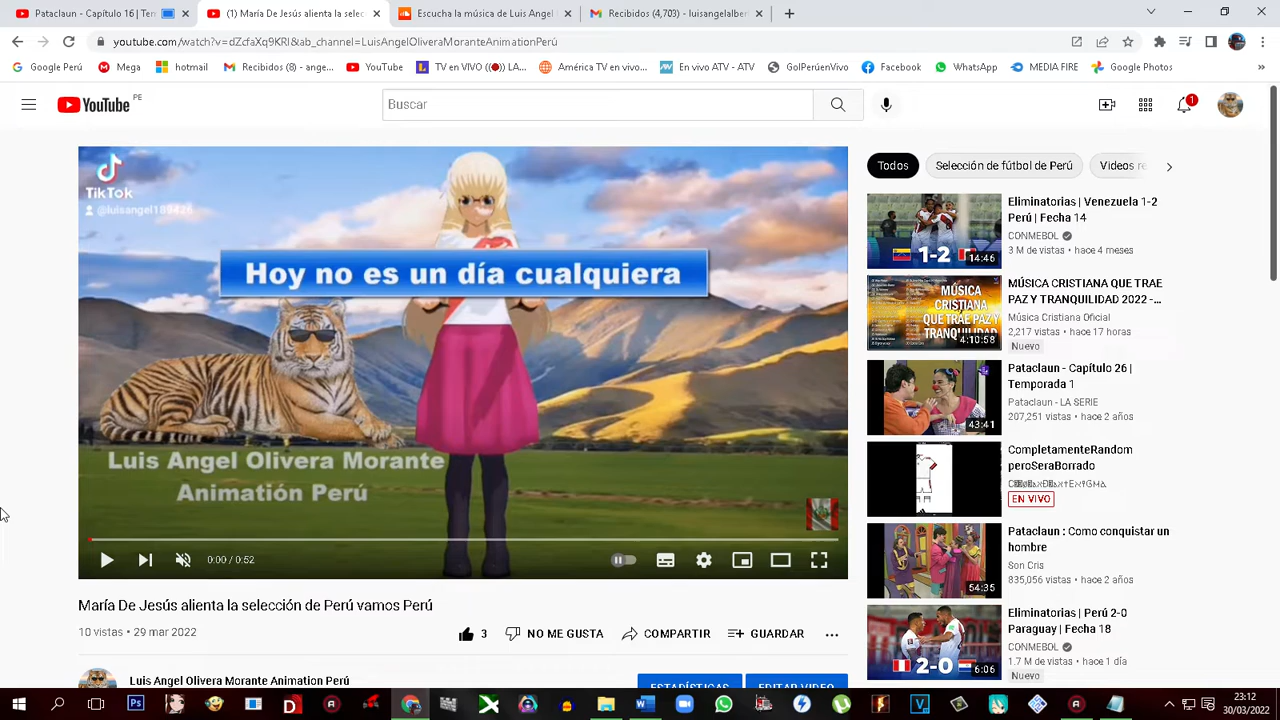 Pataclaun - Capítulo 16 | Tem
(1) María De Jesús alienta la selec
Escucha la música de Luis Angel
Recibidos (4,703) - luisangelalber
youtube.com/watch?v=dZcfaXq9KRI&ab_channel=LuisAngelOliveraMoranteAnimationPerú
Google Perú
Mega
hotmail
Recibidos (8) - ange...
YouTube
TV en VIVO ((🔴)) LA...
América TV en vivo...
En vivo ATV - ATV
GolPerúenVivo
Facebook
WhatsApp
MEDIA FIRE
Google Photos
»
YouTube PE
Buscar
1
TikTok
@luisangel189426
Hoy no es un día cualquiera
Luis Angel Olivera Morante
Animatión Perú
0:00 / 0:52
María De Jesús alienta la selección de Perú vamos Perú
10 vistas • 29 mar 2022
3
NO ME GUSTA
COMPARTIR
GUARDAR
Luis Angel Olivera Morante Animation Perú
ESTADÍSTICAS
EDITAR VIDEO
Todos
Selección de fútbol de Perú
Videos re
1-2
14:46
Eliminatorias | Venezuela 1-2
Perú | Fecha 14
CONMEBOL
3 M de vistas • hace 4 meses
MÚSICA
CRISTIANA
QUE TRAE
PAZ Y
TRANQUILIDAD
4:10:58
MÚSICA CRISTIANA QUE TRAE
PAZ Y TRANQUILIDAD 2022 -...
Música Cristiana Oficial
2,217 vistas • hace 17 horas
Nuevo
43:41
Pataclaun - Capítulo 26 |
Temporada 1
Pataclaun - LA SERIE
207,251 vistas • hace 2 años
CompletamenteRandom
peroSeraBorrado
EN VIVO
54:35
Pataclaun : Como conquistar un
hombre
Son Cris
835,056 vistas • hace 2 años
2-0
6:06
Eliminatorias | Perú 2-0
Paraguay | Fecha 18
CONMEBOL
1.7 M de vistas • hace 1 día
Nuevo
23:12
30/03/2022